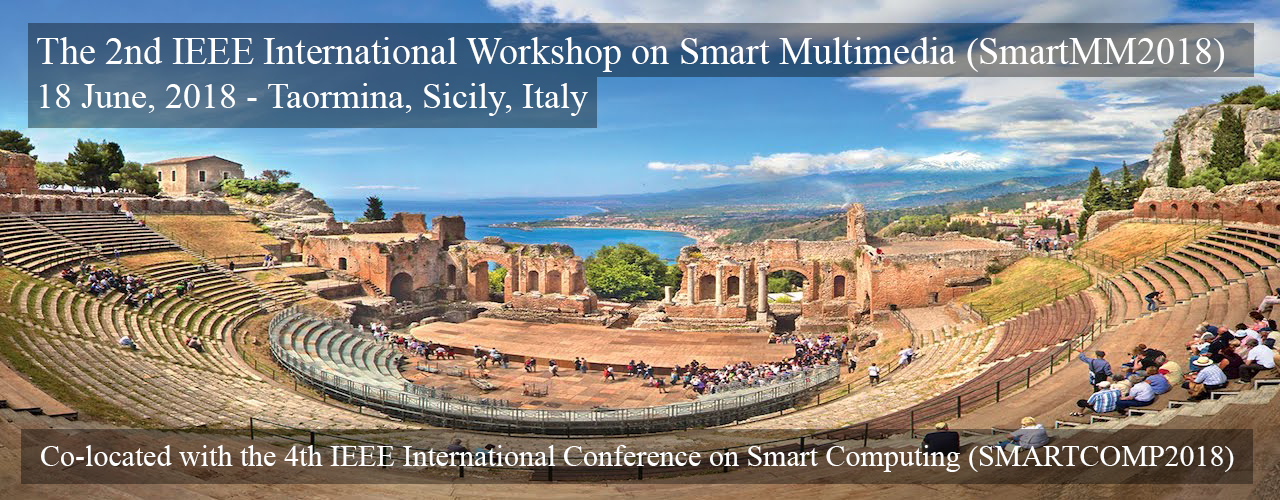 The 2nd IEEE International Workshop on Smart Multimedia (SmartMM2018)
18 June, 2018 - Taormina, Sicily, Italy
Co-located with the 4th IEEE International Conference on Smart Computing (SMARTCOMP2018)